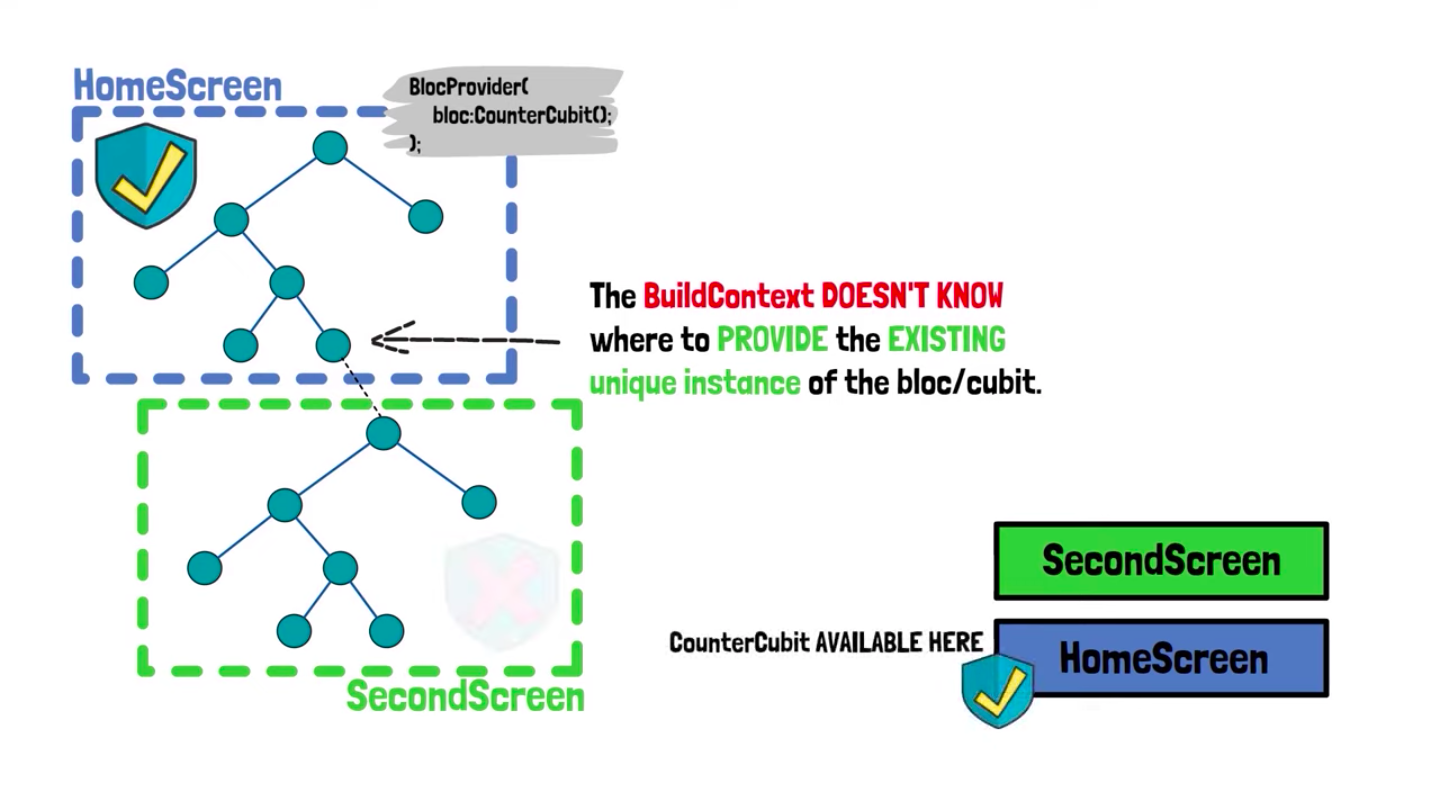 HomeScreen
BlocProvider(
bloc:CounterCubit();
);
The BuildContext DOESN'T KNOW
where to PROVIDE the EXISTING
unique instance of the bloc/cubit.
SecondScreen
CounterCubit AVAILABLE HERE
HomeScreen
SecondScreen